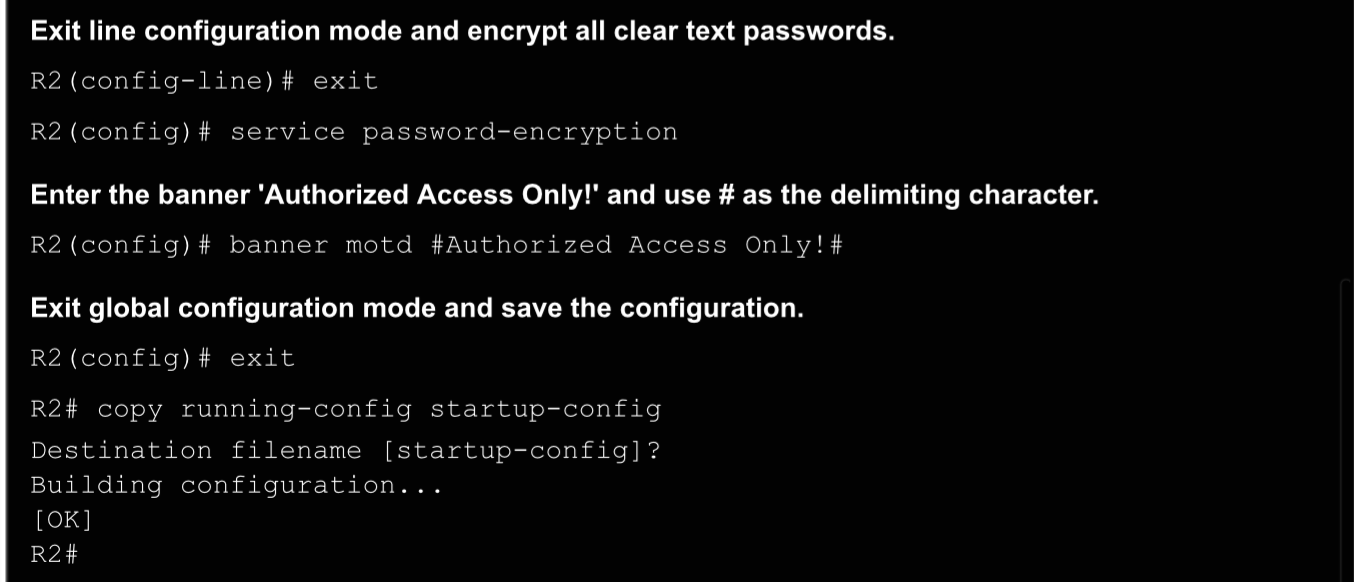 Exit line configuration mode and encrypt all clear text passwords.
R2(config-line)# exit
R2(config)# service password-encryption
Enter the banner 'Authorized Access Only!' and use # as the delimiting character.
R2(config)# banner motd #Authorized Access Only!#
Exit global configuration mode and save the configuration.
R2(config)# exit
R2# copy running-config startup-config
Destination filename [startup-config]?
Building configuration...
[OK]
R2#